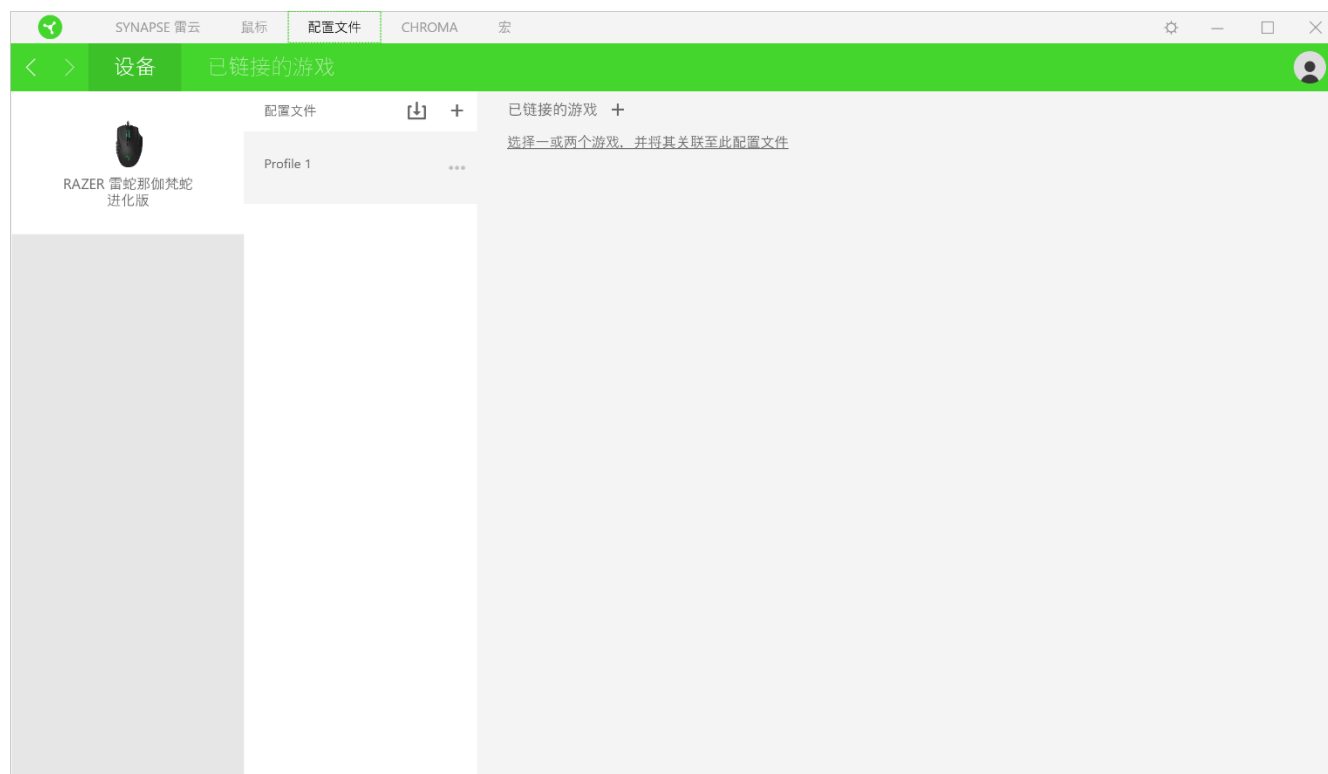 SYNAPSE 雷云 鼠标 配置文件 CHROMA 宏
设备 已链接的游戏
RAZER 雷蛇那伽梵蛇
进化版
配置文件
Profile 1
已链接的游戏
选择一或两个游戏，并将其关联至此配置文件